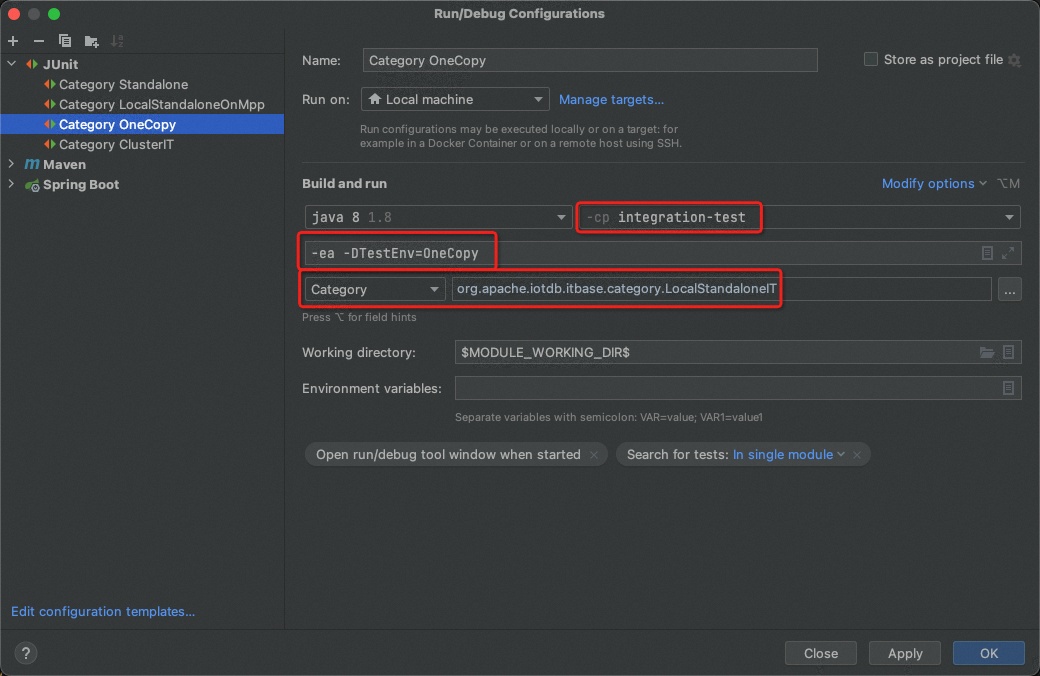 Run/Debug Configurations
JUnit
Category Standalone
Category LocalStandaloneOnMpp
Category OneCopy
Category ClusterIT
Maven
Spring Boot
Edit configuration templates...
Name: Category OneCopy Store as project file
Run on: Local machine Manage targets...
Run configurations may be executed locally or on a target: for
example in a Docker Container or on a remote host using SSH.
Build and run Modify options ⌥M
java 8 1.8 -cp integration-test
-ea -DTestEnv=OneCopy
Category org.apache.iotdb.itbase.category.LocalStandaloneIT ...
Press ⌥ for field hints
Working directory: $MODULE_WORKING_DIR$
Environment variables:
Separate variables with semicolon: VAR=value; VAR1=value1
Open run/debug tool window when started × Search for tests: In single module ×
? Close Apply OK